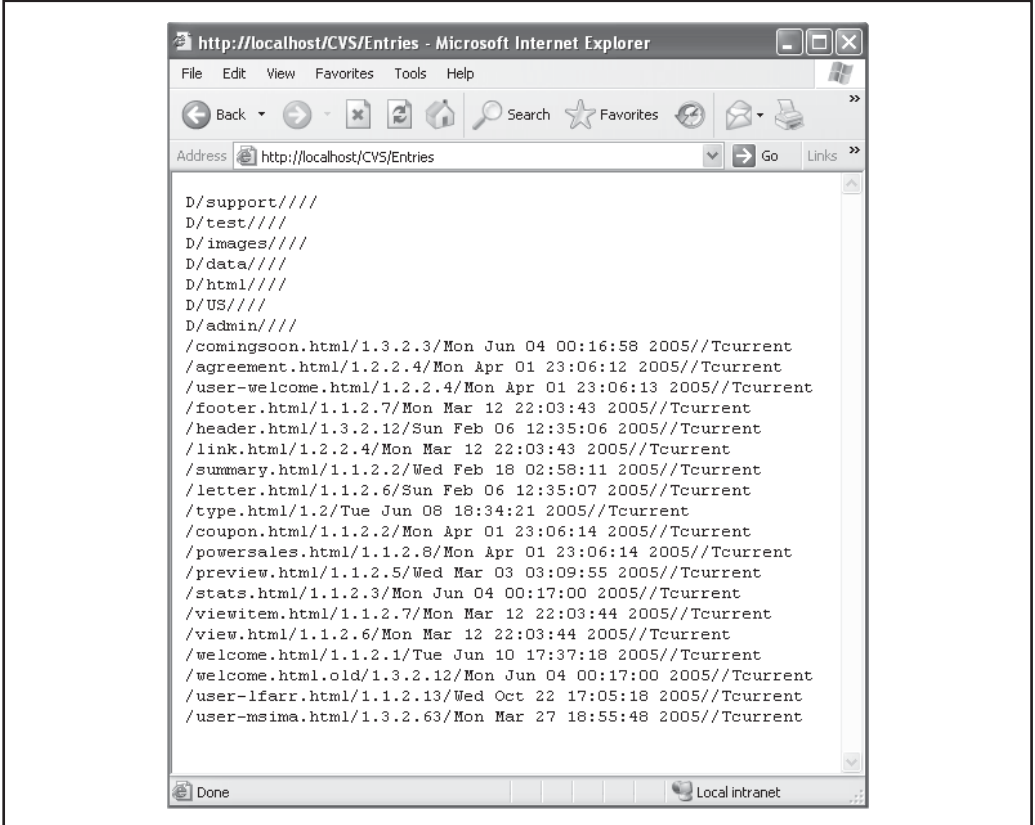 http://localhost/CVS/Entries - Microsoft Internet Explorer
File Edit View Favorites Tools Help
Back Search Favorites »
Address http://localhost/CVS/Entries Go Links »
D/support////
D/test////
D/images////
D/data////
D/html////
D/US////
D/admin////
/comingsoon.html/1.3.2.3/Mon Jun 04 00:16:58 2005//Tcurrent
/agreement.html/1.2.2.4/Mon Apr 01 23:06:12 2005//Tcurrent
/user-welcome.html/1.2.2.4/Mon Apr 01 23:06:13 2005//Tcurrent
/footer.html/1.1.2.7/Mon Mar 12 22:03:43 2005//Tcurrent
/header.html/1.3.2.12/Sun Feb 06 12:35:06 2005//Tcurrent
/link.html/1.2.2.4/Mon Mar 12 22:03:43 2005//Tcurrent
/summary.html/1.1.2.2/Wed Feb 18 02:58:11 2005//Tcurrent
/letter.html/1.1.2.6/Sun Feb 06 12:35:07 2005//Tcurrent
/type.html/1.2/Tue Jun 08 18:34:21 2005//Tcurrent
/coupon.html/1.1.2.2/Mon Apr 01 23:06:14 2005//Tcurrent
/powersales.html/1.1.2.8/Mon Apr 01 23:06:14 2005//Tcurrent
/preview.html/1.1.2.5/Wed Mar 03 03:09:55 2005//Tcurrent
/stats.html/1.1.2.3/Mon Jun 04 00:17:00 2005//Tcurrent
/viewitem.html/1.1.2.7/Mon Mar 12 22:03:44 2005//Tcurrent
/view.html/1.1.2.6/Mon Mar 12 22:03:44 2005//Tcurrent
/welcome.html/1.1.2.1/Tue Jun 10 17:37:18 2005//Tcurrent
/welcome.html.old/1.3.2.12/Mon Jun 04 00:17:00 2005//Tcurrent
/user-lfarr.html/1.1.2.13/Wed Oct 22 17:05:18 2005//Tcurrent
/user-msima.html/1.3.2.63/Mon Mar 27 18:55:48 2005//Tcurrent
Done Local intranet